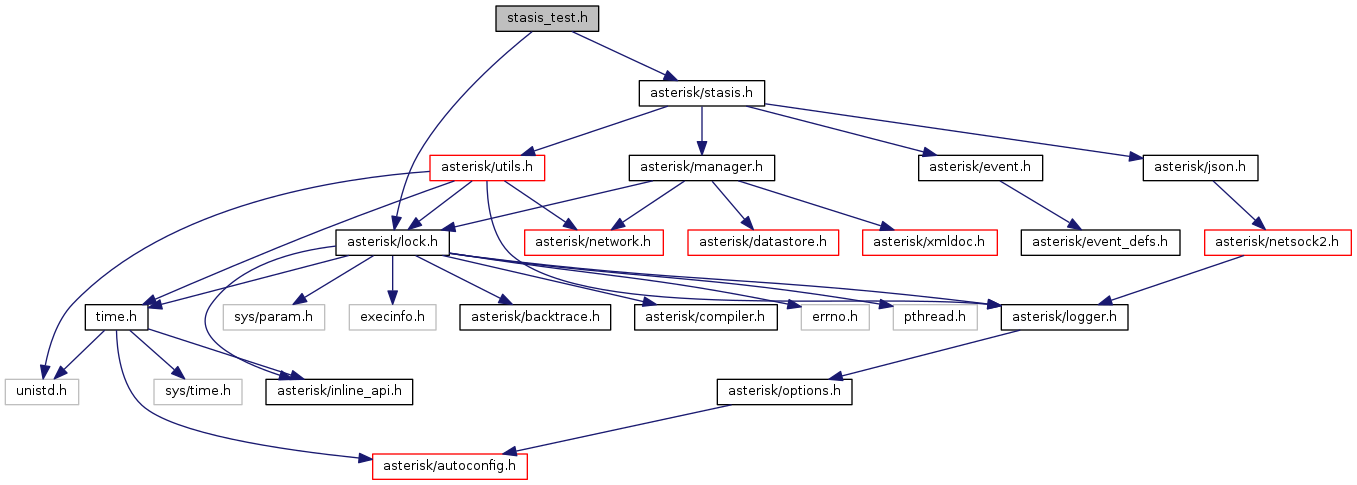 stasis_test.h
asterisk/stasis.h
asterisk/utils.h
asterisk/manager.h
asterisk/event.h
asterisk/json.h
asterisk/lock.h
asterisk/network.h
asterisk/datastore.h
asterisk/xmldoc.h
asterisk/event_defs.h
asterisk/netsock2.h
time.h
sys/param.h
execinfo.h
asterisk/backtrace.h
asterisk/compiler.h
errno.h
pthread.h
asterisk/logger.h
unistd.h
sys/time.h
asterisk/inline_api.h
asterisk/options.h
asterisk/autoconfig.h